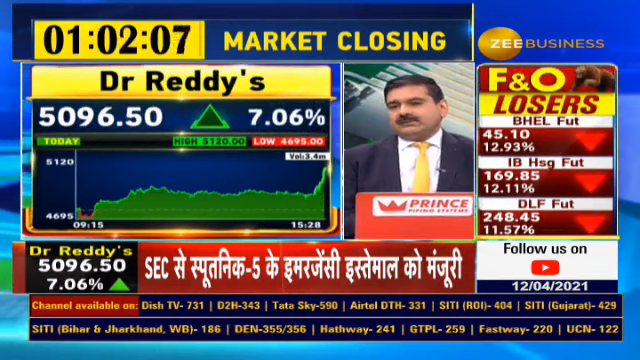 01:02:07
MARKET CLOSING
ZEE BUSINESS
Dr Reddy's
5096.50 7.06%
TODAY HIGH 5120.00 LOW 4695.00
Vol:3.4m
5120
4695
09:15 15:28
PRINCE
PIPING SYSTEMS
F&O
LOSERS
BHEL Fut
45.10
12.93%
IB Hsg Fut
169.85
12.11%
DLF Fut
248.45
11.57%
Dr Reddy's
5096.50
7.06%
SEC से स्पूतनिक-5 के इमरजेंसी इस्तेमाल को मंजूरी
Follow us on
12/04/2021
Channel available on: Dish TV- 731 | D2H-343 | Tata Sky-590 | Airtel DTH- 331 | SITI (ROI)- 404 | SITI (Gujarat)- 429
SITI (Bihar & Jharkhand, WB)- 186 | DEN-355/356 | Hathway- 241 | GTPL- 259 | Fastway- 220 | UCN- 122